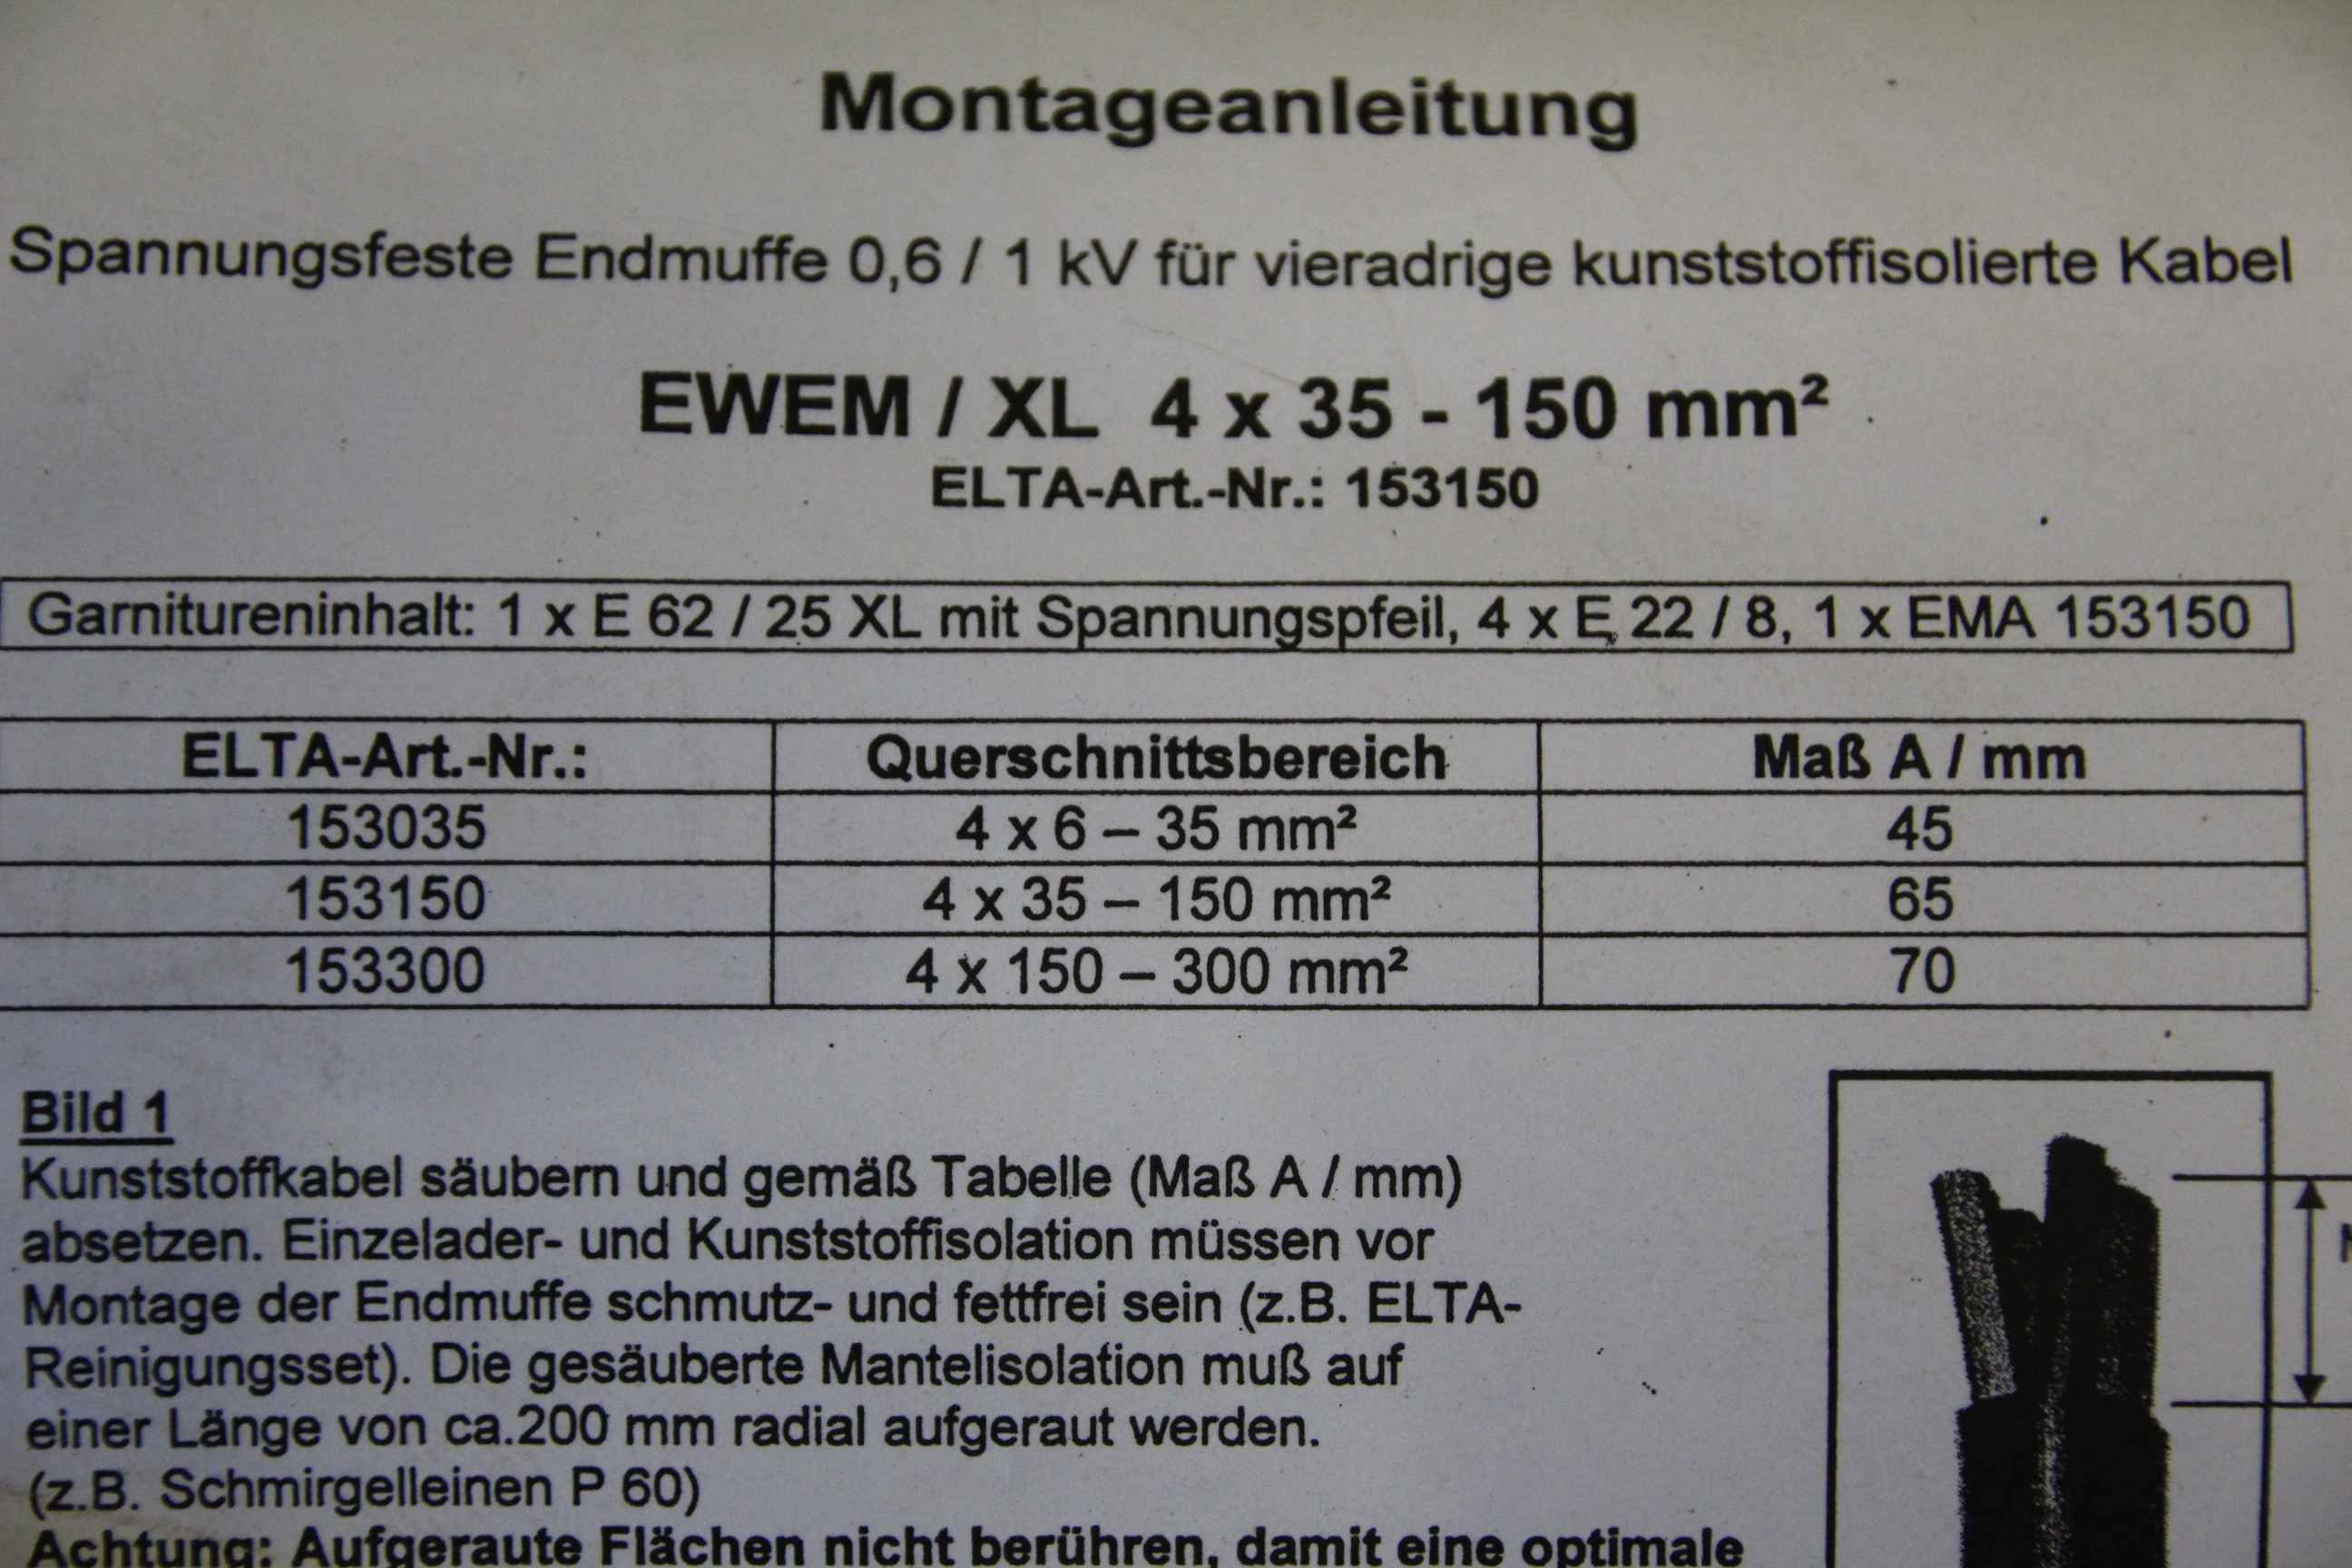 Montageanleitung
Spannungsfeste Endmuffe 0,6 / 1 kV für vieradrige kunststoffisolierte Kabel
EWEM / XL 4 x 35 - 150 mm²
ELTA-Art.-Nr.: 153150
Garnitureninhalt: 1 x E 62 / 25 XL mit Spannungspfeil, 4 x E 22 / 8, 1 x EMA 153150
ELTA-Art.-Nr.: Querschnittsbereich Maß A / mm
153035 4 x 6 – 35 mm² 45
153150 4 x 35 – 150 mm² 65
153300 4 x 150 – 300 mm² 70
Bild 1
Kunststoffkabel säubern und gemäß Tabelle (Maß A / mm)
absetzen. Einzelader- und Kunststoffisolation müssen vor
Montage der Endmuffe schmutz- und fettfrei sein (z.B. ELTA-
Reinigungsset). Die gesäuberte Mantelisolation muß auf
einer Länge von ca.200 mm radial aufgeraut werden.
(z.B. Schmirgelleinen P 60)
Achtung: Aufgeraute Flächen nicht berühren, damit eine optimale